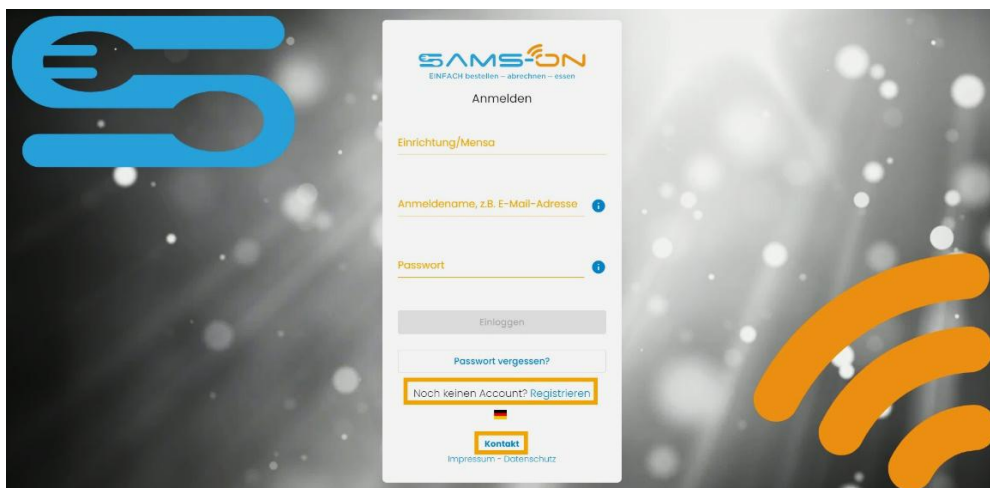 SAMS-ON
EINFACH bestellen – abrechnen – essen
Anmelden
Einrichtung/Mensa
Anmeldename, z.B. E-Mail-Adresse
Passwort
Einloggen
Passwort vergessen?
Noch keinen Account? Registrieren
Kontakt
Impressum - Datenschutz